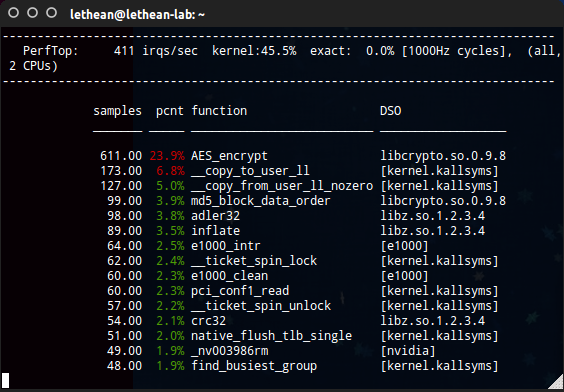 lethean@lethean-lab: ~
-------------------------------------------------------------------------------
   PerfTop:     411 irqs/sec  kernel:45.5%  exact:  0.0% [1000Hz cycles],  (all,
 2 CPUs)
-------------------------------------------------------------------------------
             samples  pcnt function                   DSO
             _______ _____ __________________________ __________________
              611.00 23.9% AES_encrypt                libcrypto.so.0.9.8
              173.00  6.8% __copy_to_user_ll          [kernel.kallsyms]
              127.00  5.0% __copy_from_user_ll_nozero [kernel.kallsyms]
               99.00  3.9% md5_block_data_order       libcrypto.so.0.9.8
               98.00  3.8% adler32                    libz.so.1.2.3.4
               89.00  3.5% inflate                    libz.so.1.2.3.4
               64.00  2.5% e1000_intr                 [e1000]
               62.00  2.4% __ticket_spin_lock         [kernel.kallsyms]
               60.00  2.3% e1000_clean                [e1000]
               60.00  2.3% pci_conf1_read             [kernel.kallsyms]
               57.00  2.2% __ticket_spin_unlock       [kernel.kallsyms]
               54.00  2.1% crc32                      libz.so.1.2.3.4
               51.00  2.0% native_flush_tlb_single    [kernel.kallsyms]
               49.00  1.9% _nv003986rm                [nvidia]
               48.00  1.9% find_busiest_group         [kernel.kallsyms]